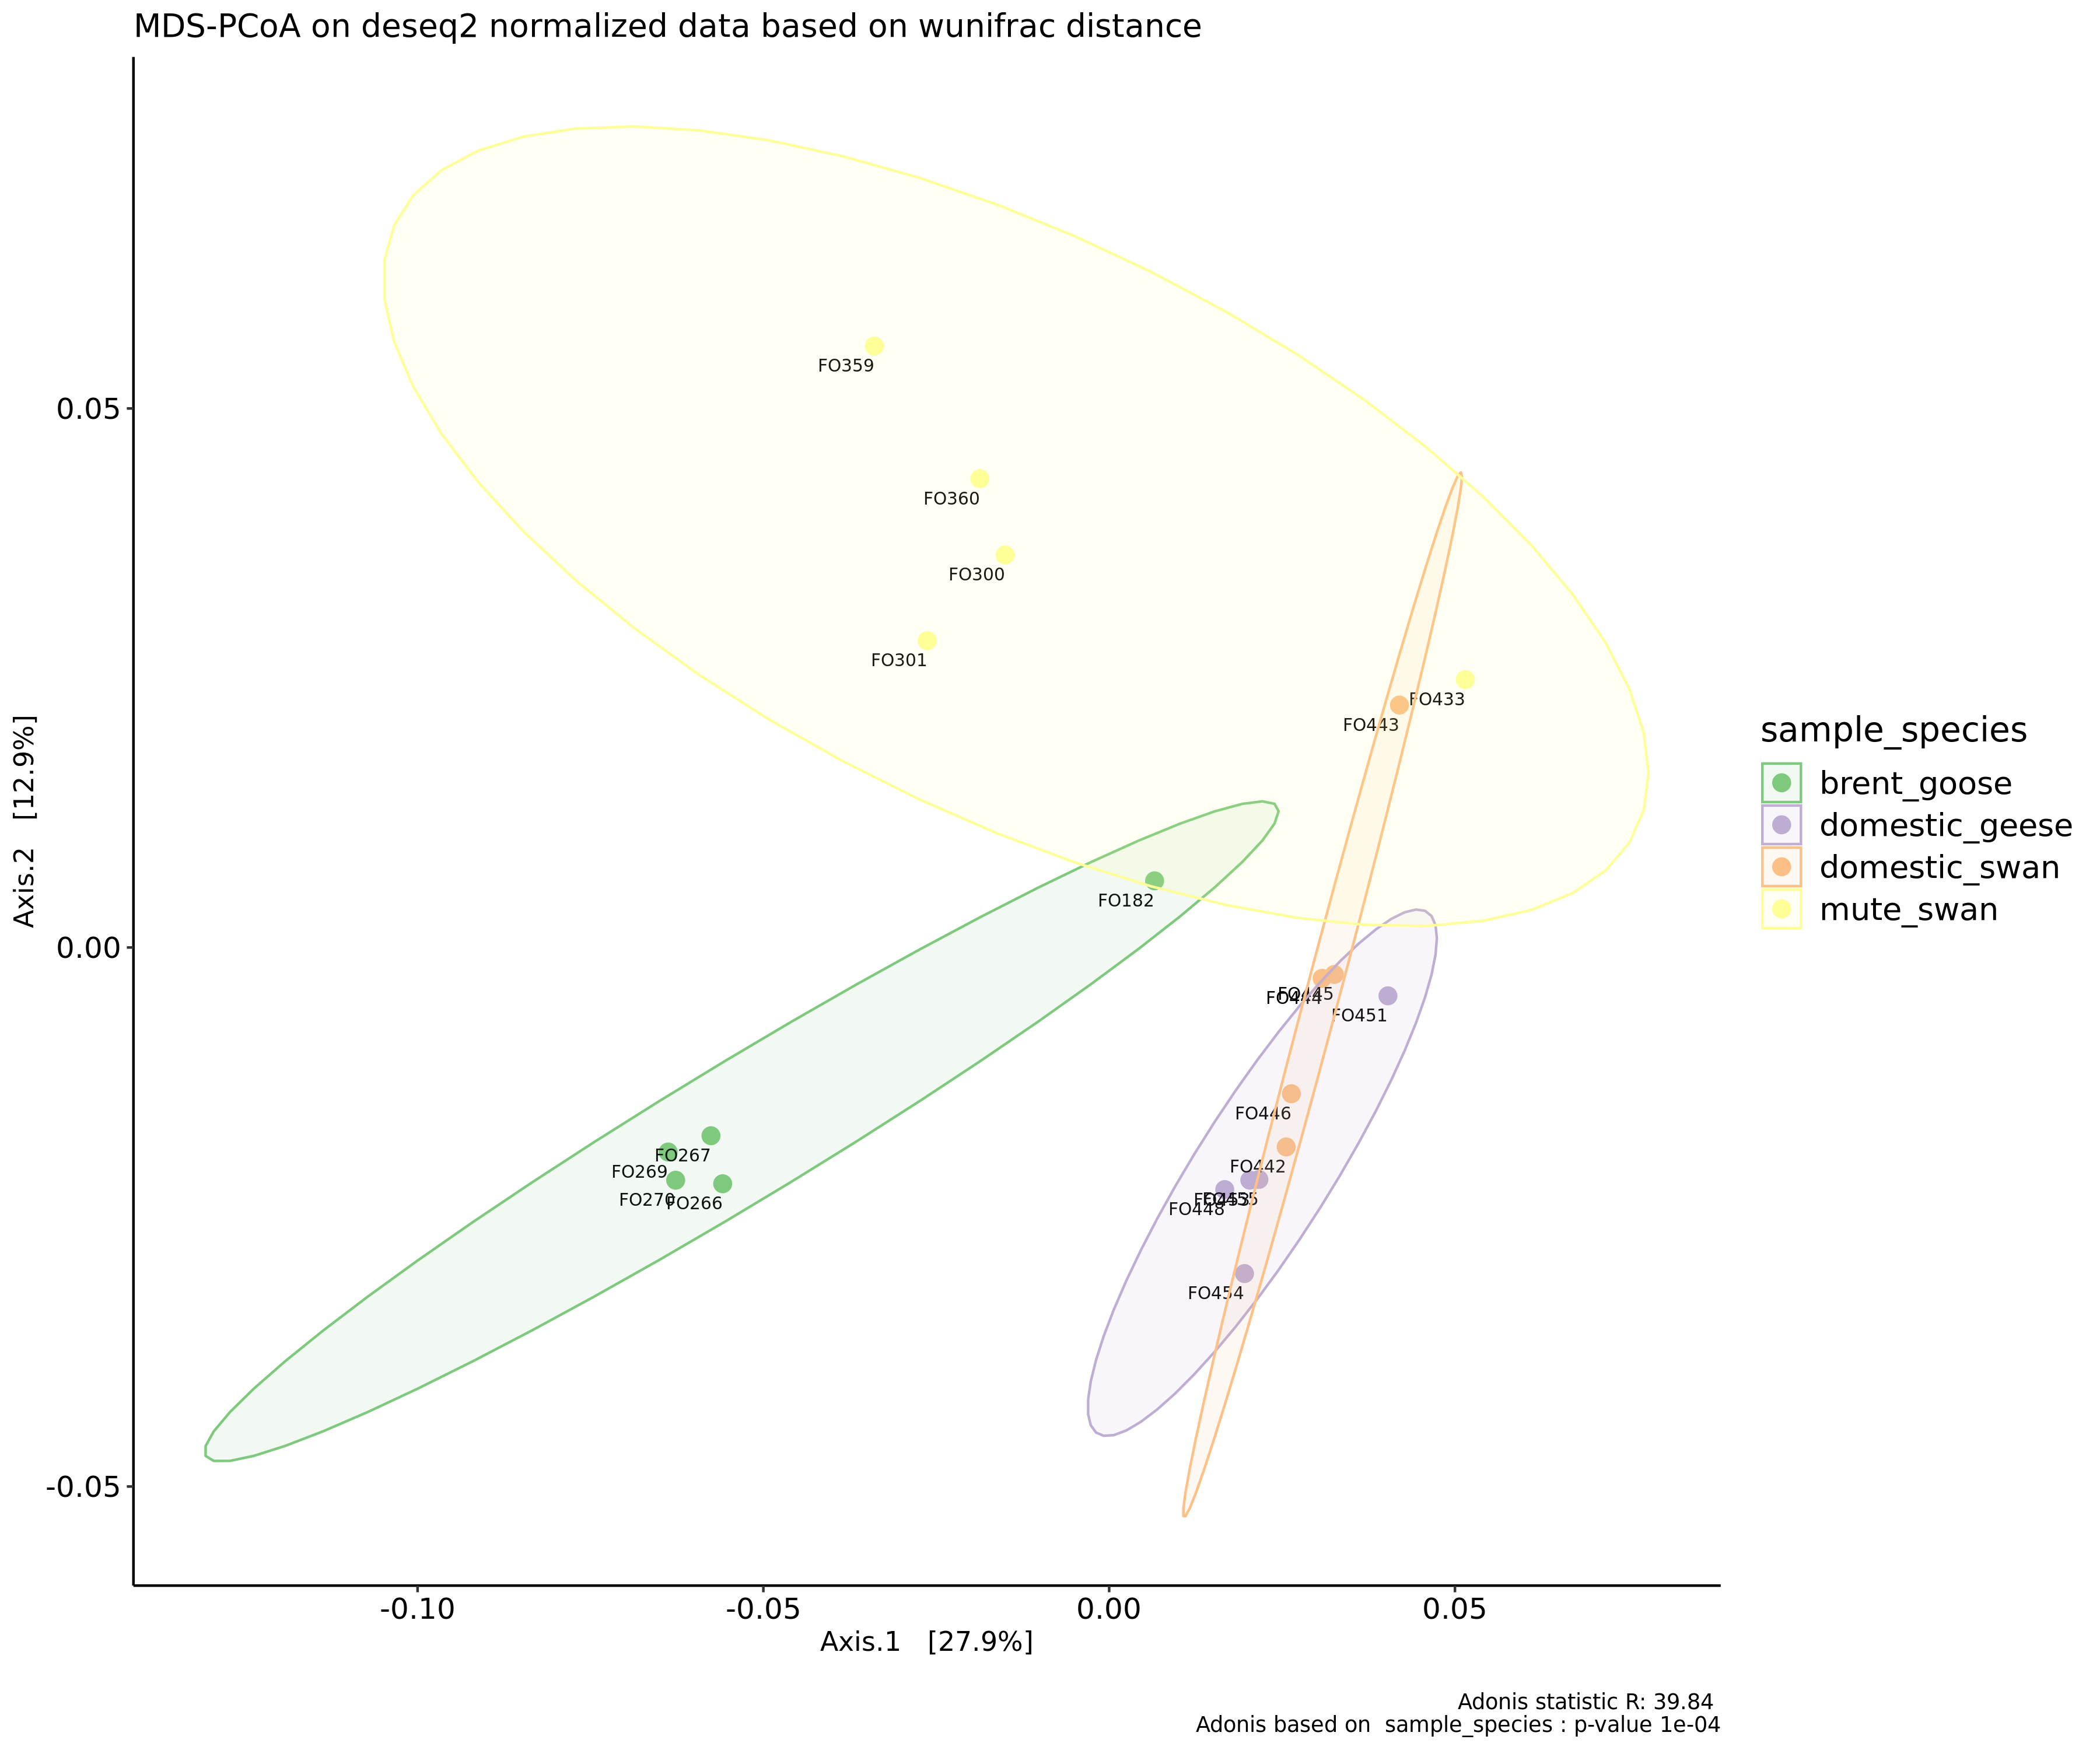 MDS-PCoA on deseq2 normalized data based on wunifrac distance
Axis.2 [12.9%]
0.05
0.00
-0.05
FO359
FO360
FO300
FO301
FO433
FO443
FO182
FO445
FO444
FO451
FO446
FO267
FO442
FO269
FO270
FO266
FO448
FO454
-0.10
-0.05
0.00
0.05
Axis.1 [27.9%]
sample_species
brent_goose
domestic_geese
domestic_swan
mute_swan
Adonis statistic R: 39.84
Adonis based on sample_species : p-value 1e-04